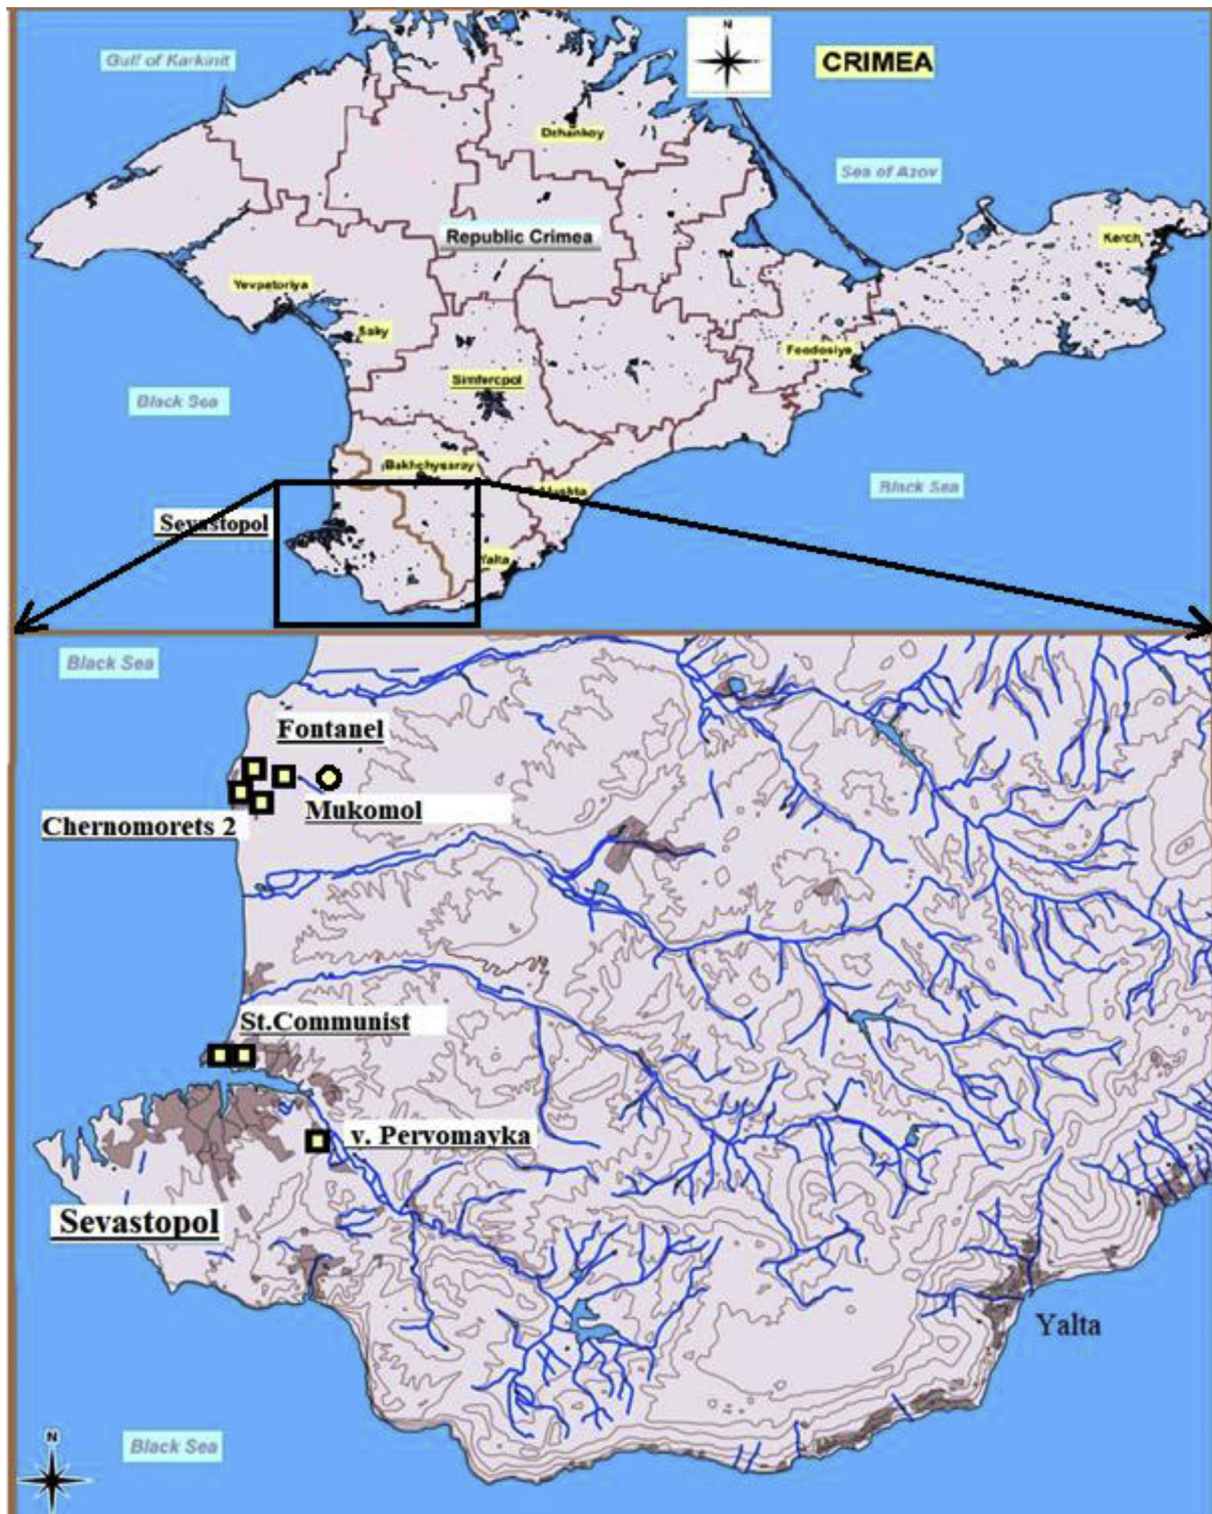 N
CRIMEA
Gulf of Karkinit
Dzhankoy
Sea of Azov
Republic Crimea
Kerch
Yevpatoriya
Saky
Feodosiya
Simfercpol
Black Sea
Bakhchysaray
Black Sea
Sevastopol
Yalta
Black Sea
Fontanel
Mukomol
Chernomorets 2
St.Communist
v. Pervomayka
Sevastopol
Yalta
N
Black Sea